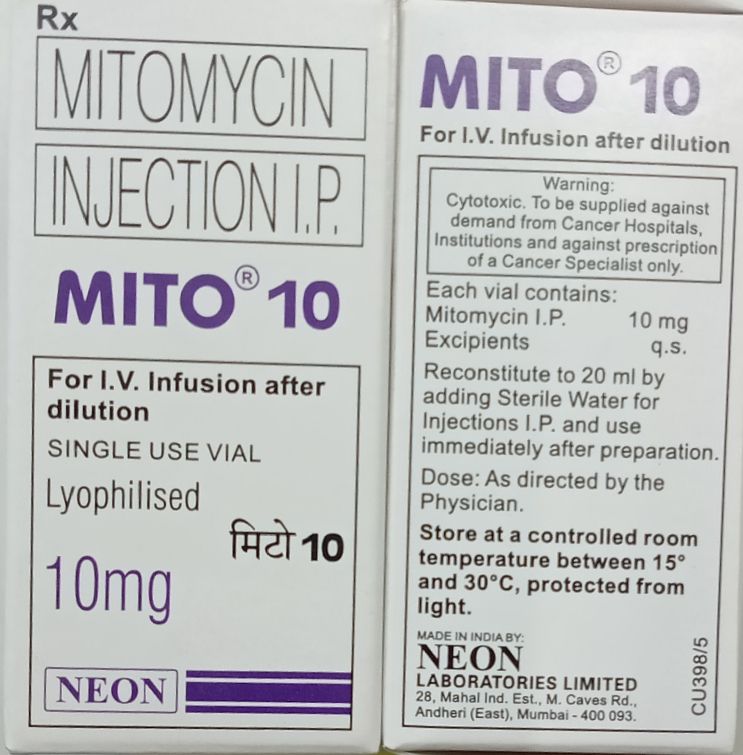 Rx
MITOMYCIN
INJECTION I.P.
MITO® 10
For I.V. Infusion after
dilution
SINGLE USE VIAL
Lyophilised
मिटो 10
10mg
NEON
MITO® 10
For I.V. Infusion after dilution
Warning:
Cytotoxic. To be supplied against
demand from Cancer Hospitals,
Institutions and against prescription
of a Cancer Specialist only.
Each vial contains:
Mitomycin I.P. 10 mg
Excipients q.s.
Reconstitute to 20 ml by
adding Sterile Water for
Injections I.P. and use
immediately after preparation.
Dose: As directed by the
Physician.
Store at a controlled room
temperature between 15°
and 30°C, protected from
light.
MADE IN INDIA BY:
NEON
LABORATORIES LIMITED
28, Mahal Ind. Est., M. Caves Rd.,
Andheri (East), Mumbai - 400 093.
CU398/5